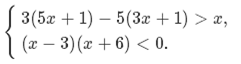 3(5x + 1) – 5(3x + 1) > x,
(x – 3)(x + 6) < 0.